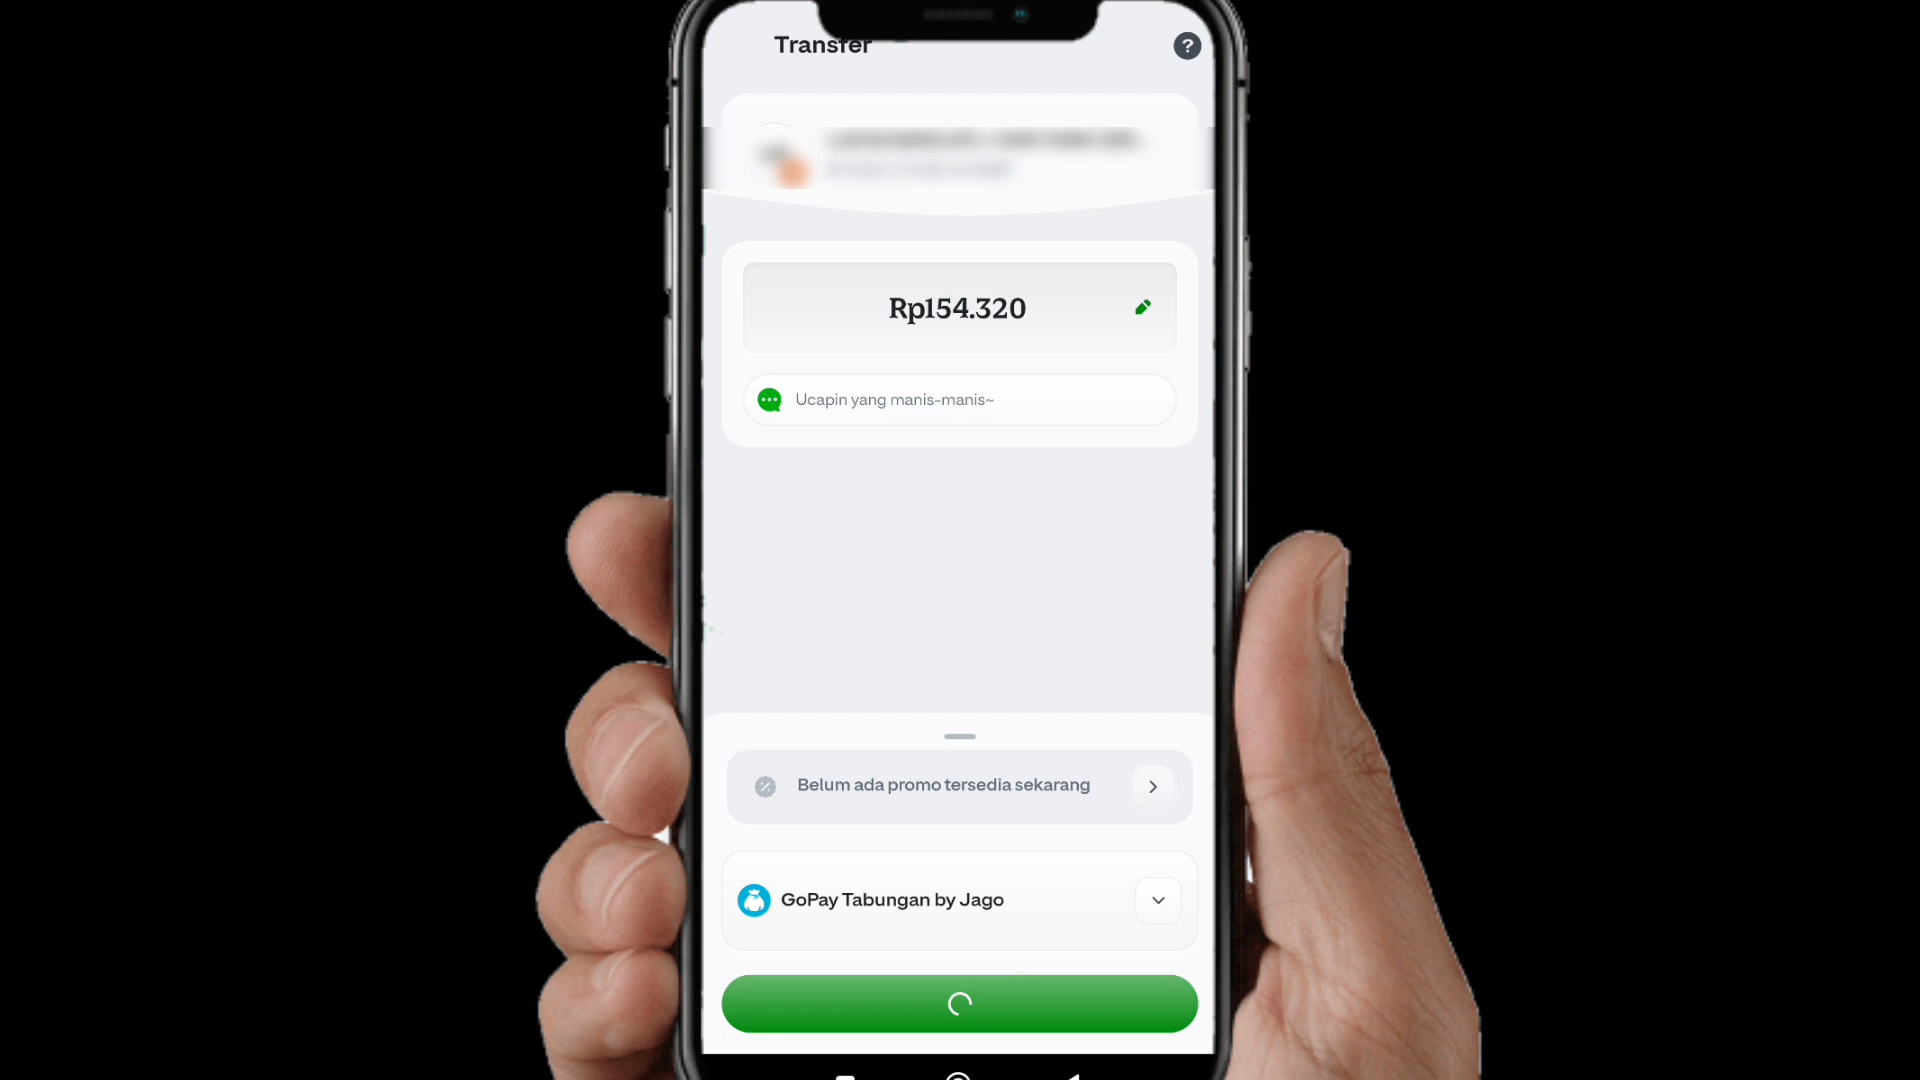 Transfer
?
Rp154.320
Ucapin yang manis-manis~
Belum ada promo tersedia sekarang
GoPay Tabungan by Jago